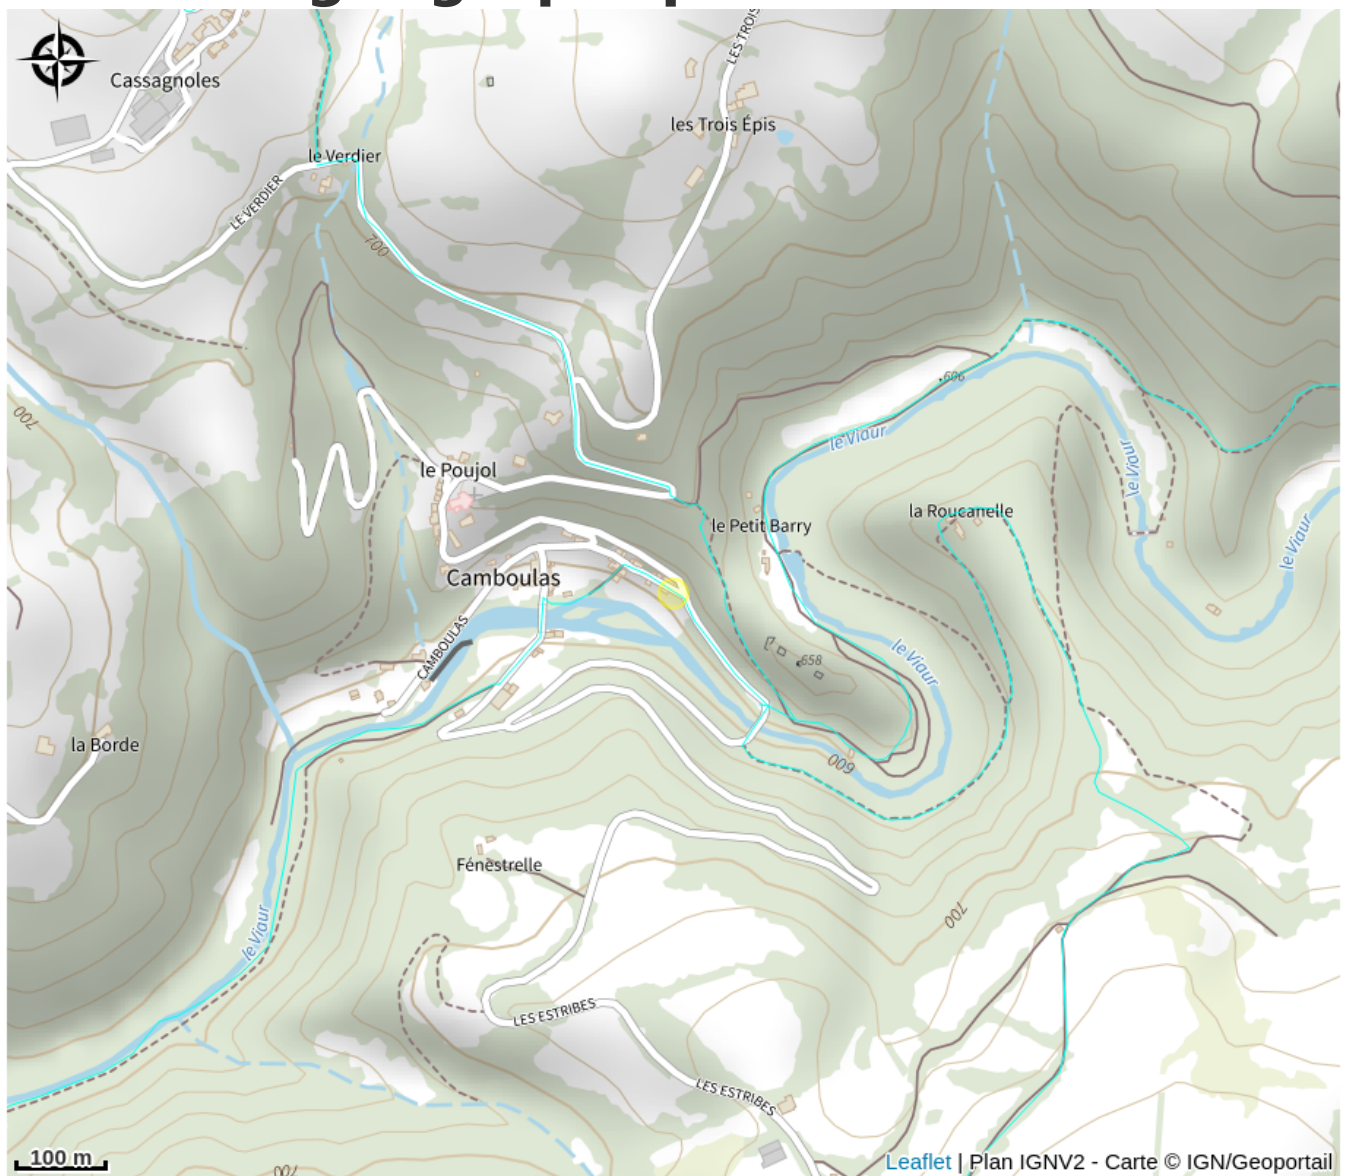 LES TROIS
Cassagnoles
les Trois Épis
le Verdier
LE VERDIER
700
606
700
le Viaur
le Viaur
le Poujol
la Roucanelle
le Petit Barry
le Viaur
Camboulas
CAMBOULAS
le Viaur
658
la Borde
600
Fénestrelle
700
le Viaur
LES ESTRIBES
LES ESTRIBES
100 m
700
Leaflet | Plan IGNV2 - Carte © IGN/Geoportail